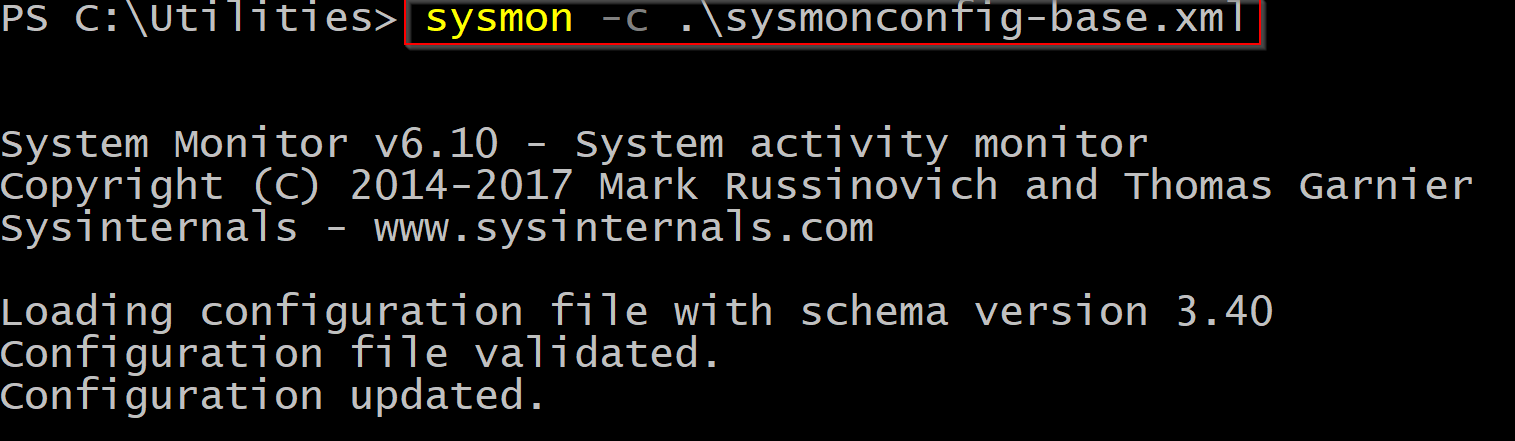 PS C:\Utilities> sysmon -c .\sysmonconfig-base.xml
System Monitor v6.10 - System activity monitor
Copyright (C) 2014-2017 Mark Russinovich and Thomas Garnier
Sysinternals - www.sysinternals.com
Loading configuration file with schema version 3.40
Configuration file validated.
Configuration updated.